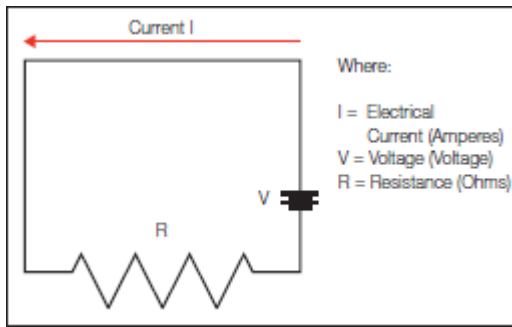 Current I
Where:
I = Electrical
Current (Amperes)
V = Voltage (Voltage)
R = Resistance (Ohms)
V
R